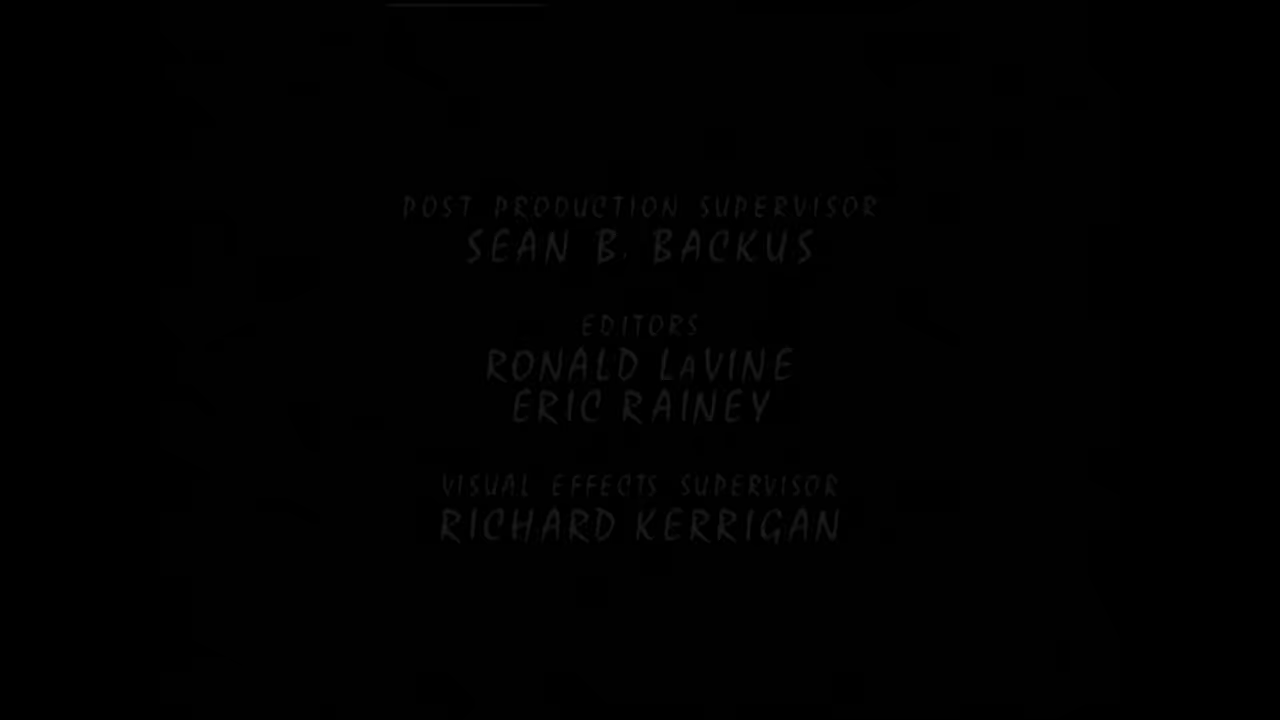 POST PRODUCTION SUPERVISOR
SEAN B. BACKUS
EDITORS
RONALD LAVINE
ERIC RAINEY
VISUAL EFFECTS SUPERVISOR
RICHARD KERRIGAN